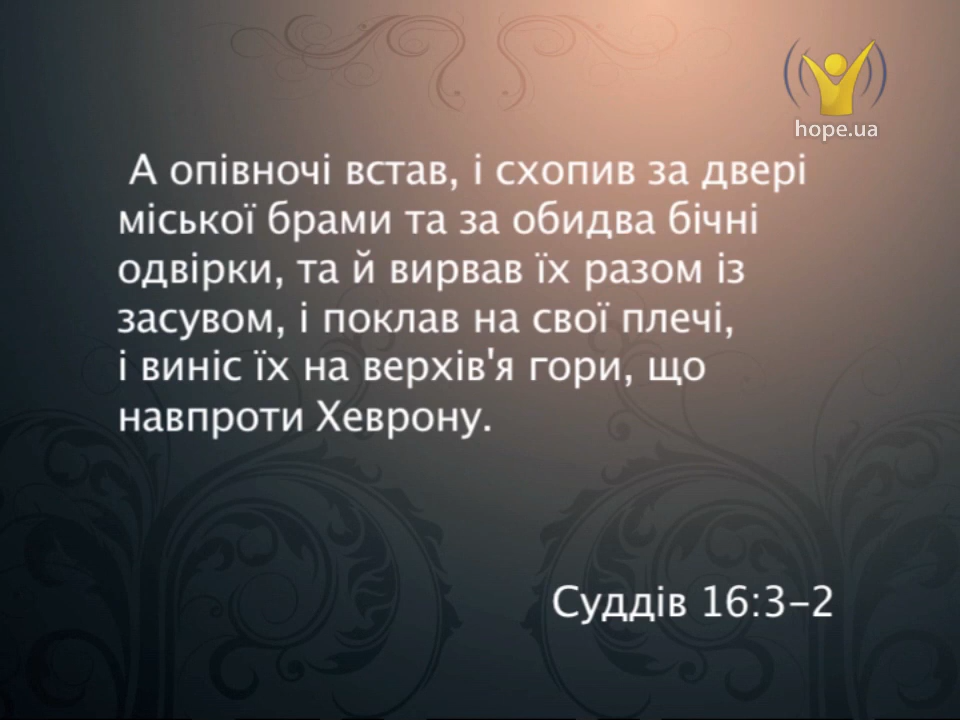 hope.ua
А опівночі встав, і схопив за двері
міської брами та за обидва бічні
одвірки, та й вирвав їх разом із
засувом, і поклав на свої плечі,
і виніс їх на верхів'я гори, що
навпроти Хеврону.
Суддів 16:3-2